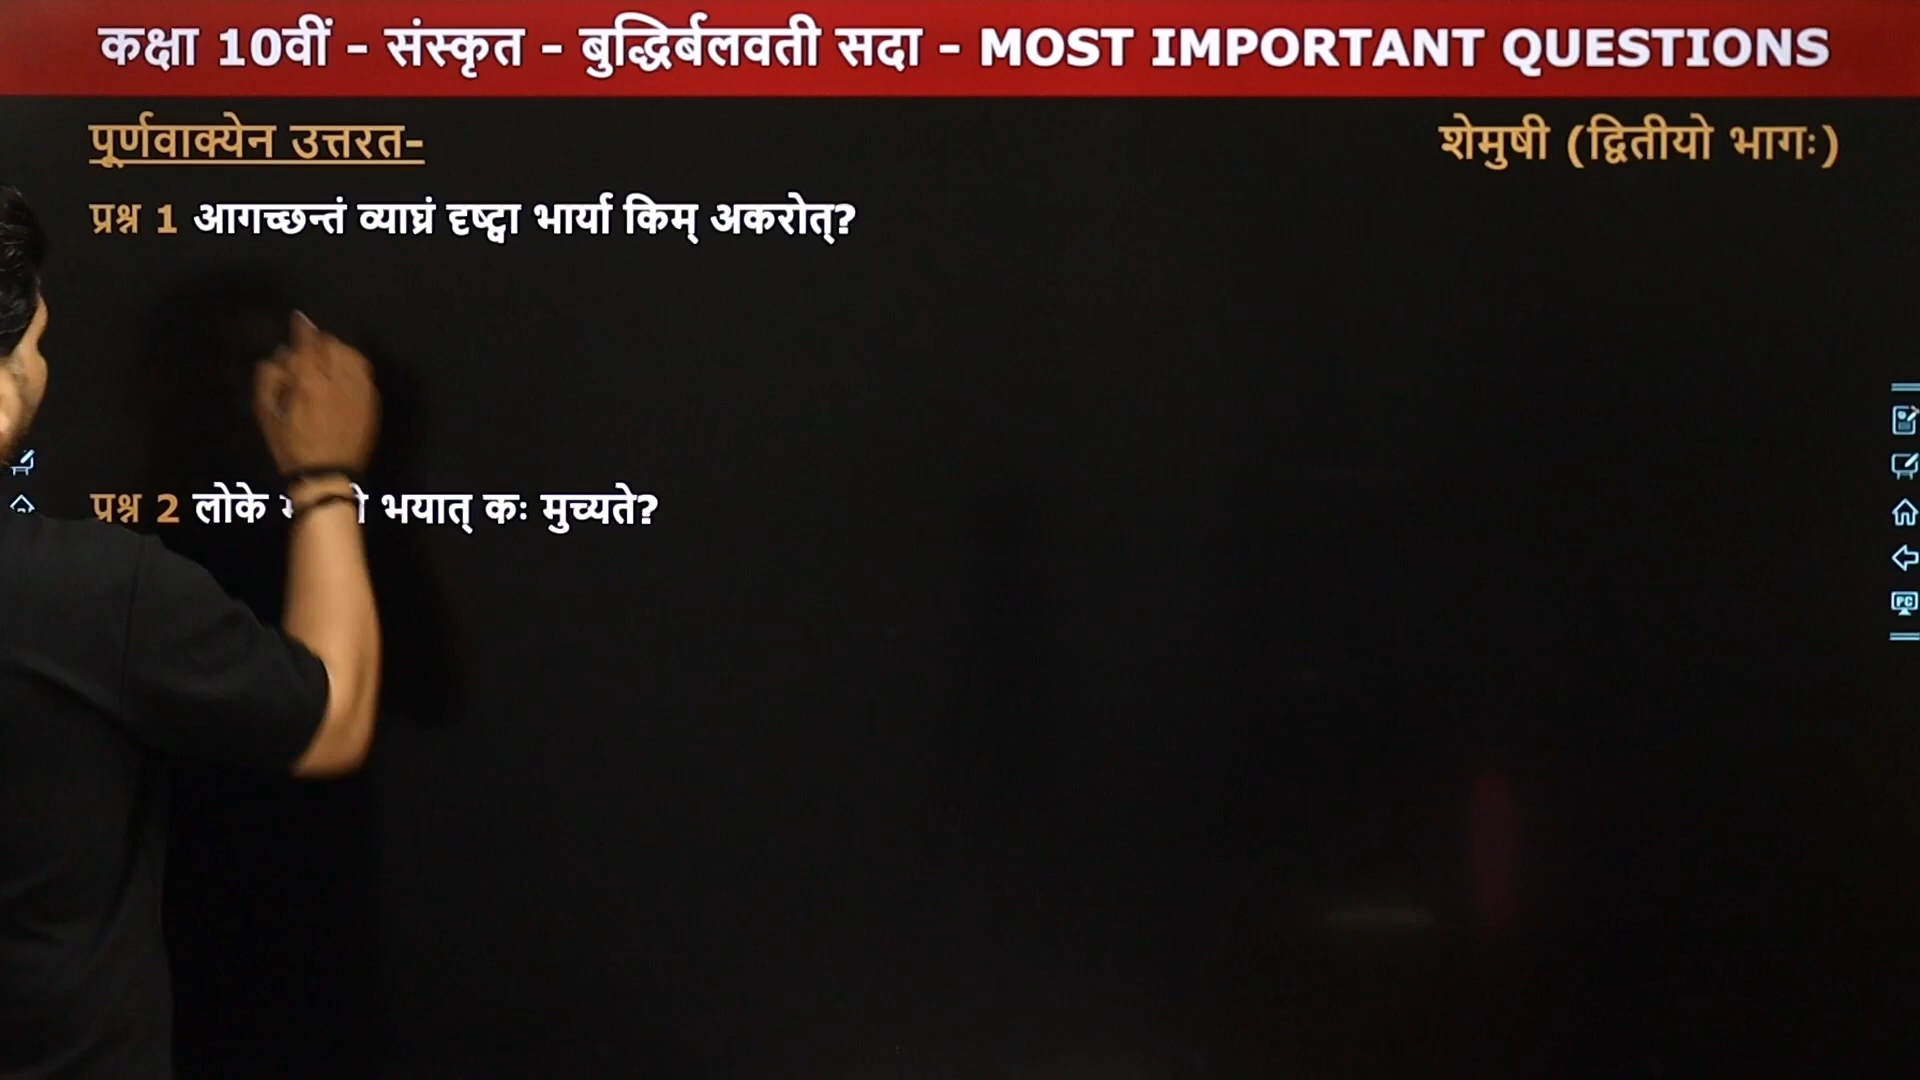 कक्षा 10वीं - संस्कृत - बुद्धिर्बलवती सदा - MOST IMPORTANT QUESTIONS
पूर्णवाक्येन उत्तरत-
शेमुषी (द्वितीयो भागः)
प्रश्न 1 आगच्छन्तं व्याघ्रं दृष्ट्वा भार्या किम् अकरोत्?
प्रश्न 2 लोके भयात् कः मुच्यते?
PC